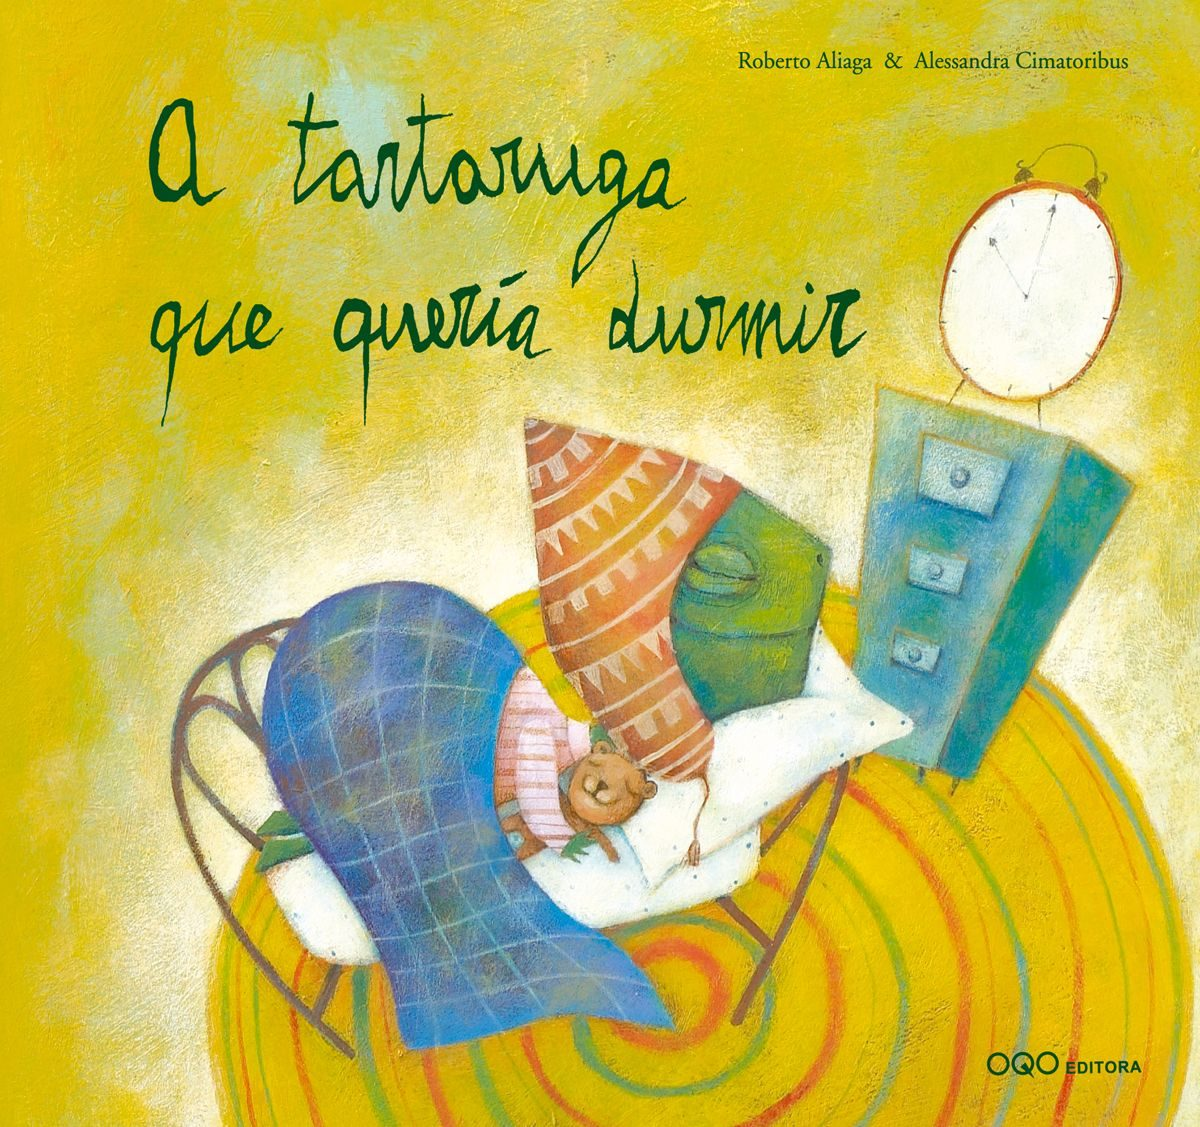 Roberto Aliaga & Alessandra Cimatoribus
A tartaruga
que quería durmir
OQO EDITORA